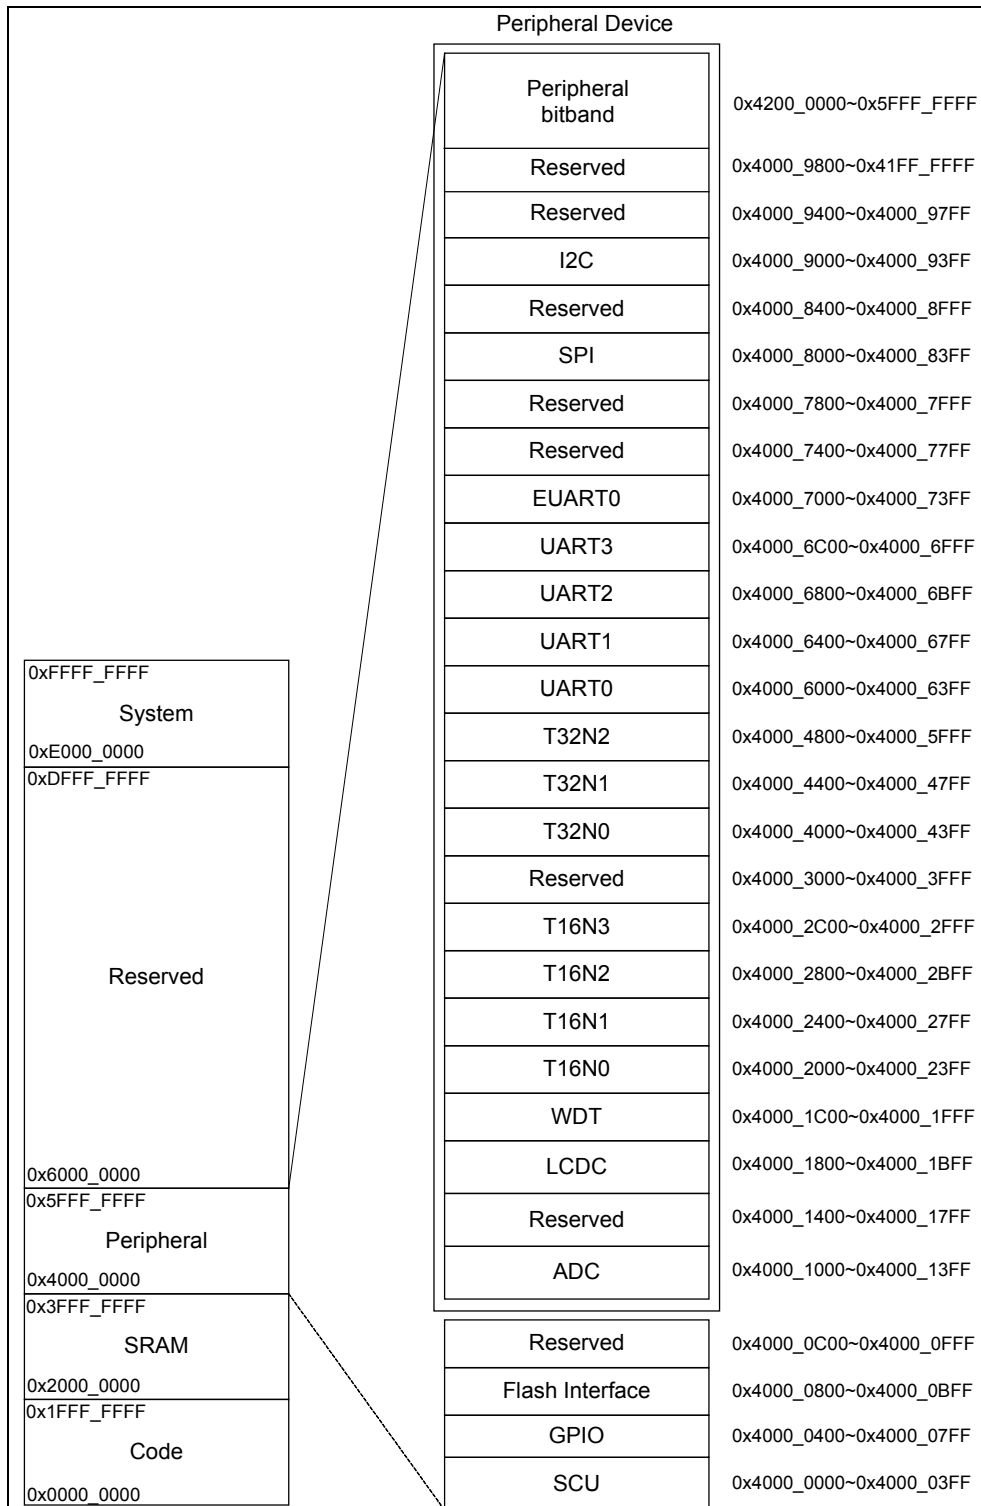 Peripheral Device
Peripheral
bitband
0x4200_0000~0x5FFF_FFFF
Reserved
0x4000_9800~0x41FF_FFFF
Reserved
0x4000_9400~0x4000_97FF
I2C
0x4000_9000~0x4000_93FF
Reserved
0x4000_8400~0x4000_8FFF
SPI
0x4000_8000~0x4000_83FF
Reserved
0x4000_7800~0x4000_7FFF
Reserved
0x4000_7400~0x4000_77FF
EUART0
0x4000_7000~0x4000_73FF
UART3
0x4000_6C00~0x4000_6FFF
UART2
0x4000_6800~0x4000_6BFF
UART1
0x4000_6400~0x4000_67FF
UART0
0x4000_6000~0x4000_63FF
T32N2
0x4000_4800~0x4000_5FFF
T32N1
0x4000_4400~0x4000_47FF
T32N0
0x4000_4000~0x4000_43FF
Reserved
0x4000_3000~0x4000_3FFF
T16N3
0x4000_2C00~0x4000_2FFF
T16N2
0x4000_2800~0x4000_2BFF
T16N1
0x4000_2400~0x4000_27FF
T16N0
0x4000_2000~0x4000_23FF
WDT
0x4000_1C00~0x4000_1FFF
LCDC
0x4000_1800~0x4000_1BFF
Reserved
0x4000_1400~0x4000_17FF
ADC
0x4000_1000~0x4000_13FF
Reserved
0x4000_0C00~0x4000_0FFF
Flash Interface
0x4000_0800~0x4000_0BFF
GPIO
0x4000_0400~0x4000_07FF
SCU
0x4000_0000~0x4000_03FF
0xFFFF_FFFF
System
0xE000_0000
0xDFFF_FFFF
Reserved
0x6000_0000
0x5FFF_FFFF
Peripheral
0x4000_0000
0x3FFF_FFFF
SRAM
0x2000_0000
0x1FFF_FFFF
Code
0x0000_0000